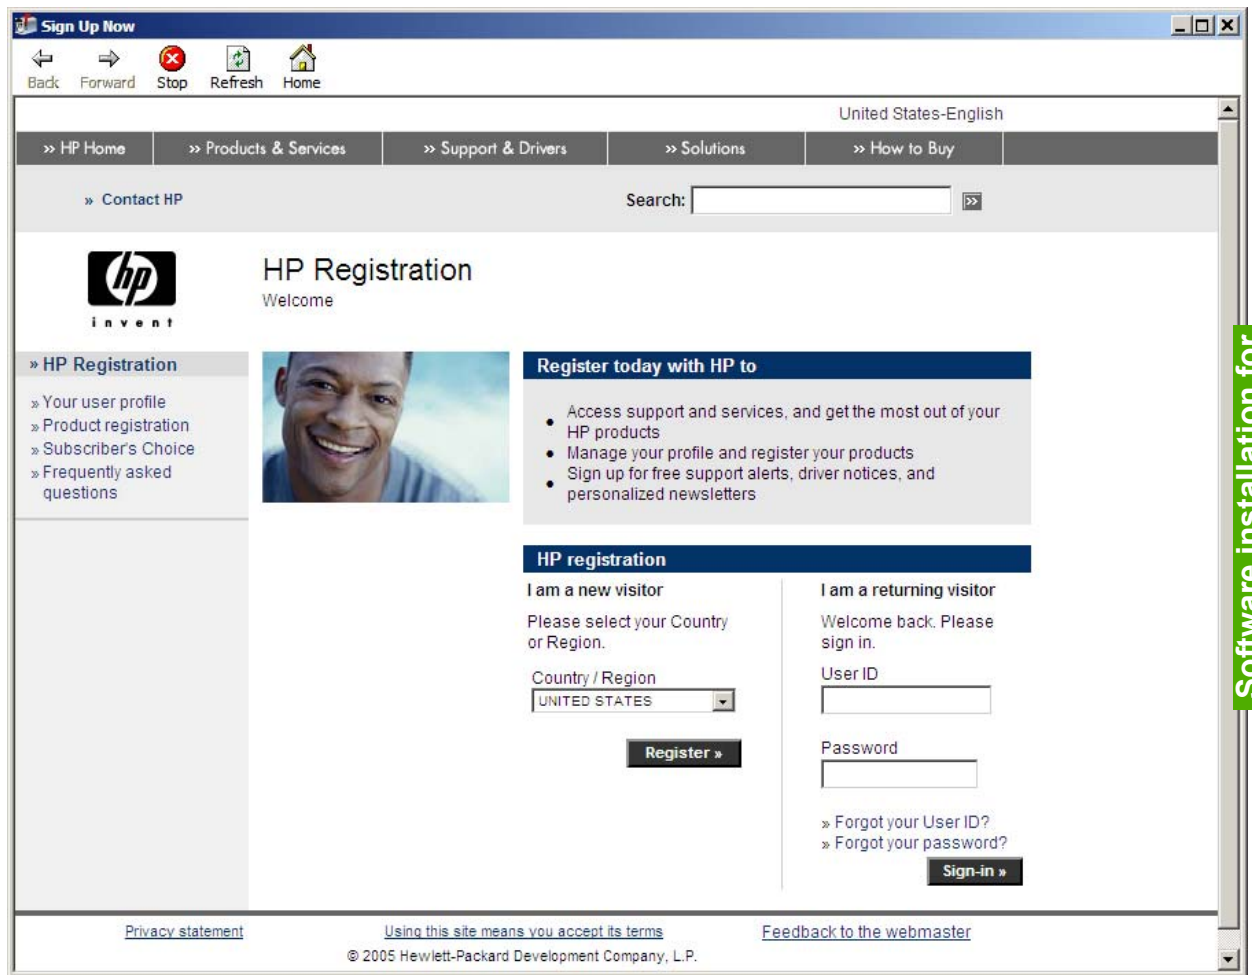 Sign Up Now
Back Forward Stop Refresh Home
United States-English
» HP Home » Products & Services » Support & Drivers » Solutions » How to Buy
» Contact HP Search: »
hp
invent
HP Registration
Welcome
» HP Registration
» Your user profile
» Product registration
» Subscriber's Choice
» Frequently asked
questions
Register today with HP to
• Access support and services, and get the most out of your
HP products
• Manage your profile and register your products
• Sign up for free support alerts, driver notices, and
personalized newsletters
HP registration
I am a new visitor
Please select your Country
or Region.
Country / Region
UNITED STATES
Register »
I am a returning visitor
Welcome back. Please
sign in.
User ID
Password
» Forgot your User ID?
» Forgot your password?
Sign-in »
Privacy statement Using this site means you accept its terms Feedback to the webmaster
© 2005 Hewlett-Packard Development Company, L.P.
Software installation for